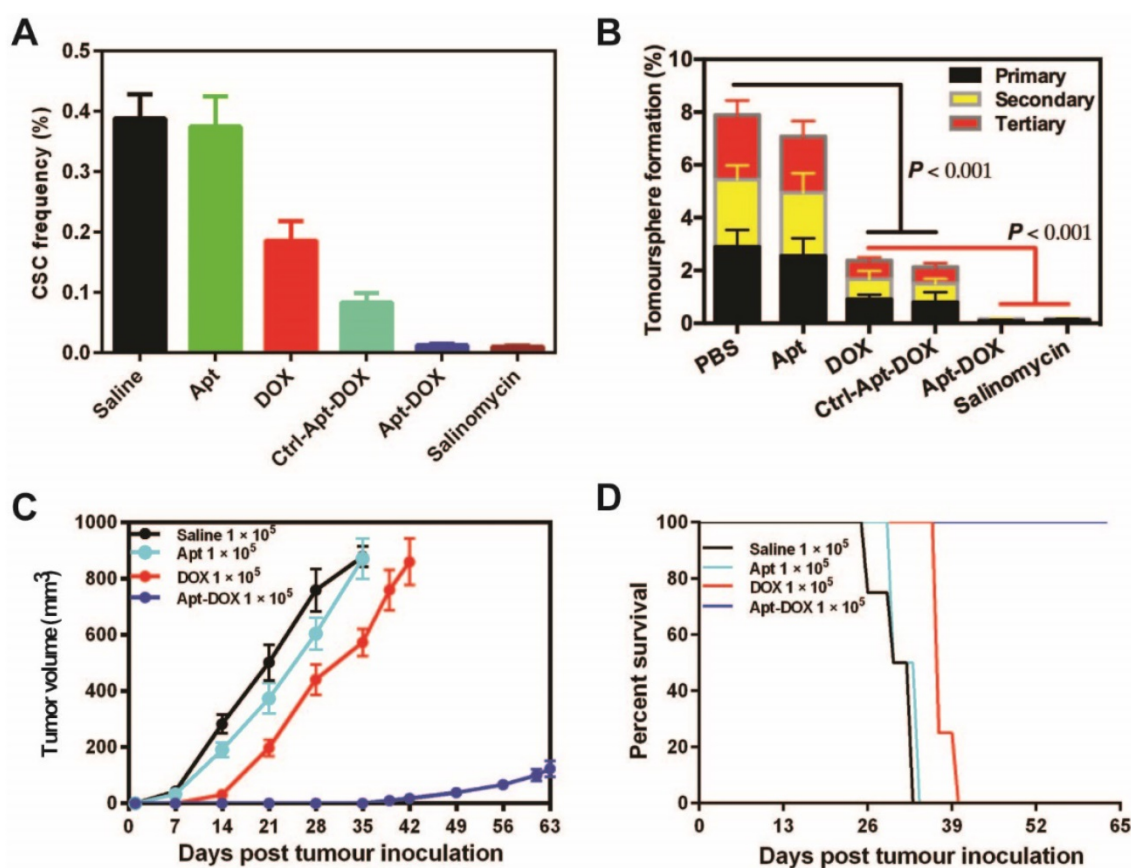 A
CSC frequency (%)
0.5
0.4
0.3
0.2
0.1
0.0
Saline
Apt
DOX
Ctrl-Apt-DOX
Apt-DOX
Salinomycin
B
Tomoursphere formation (%)
10
8
6
4
2
0
Primary
Secondary
Tertiary
P < 0.001
P < 0.001
PBS
Apt
DOX
Ctrl-Apt-DOX
Apt-DOX
Salinomycin
C
Tumor volume (mm³)
1000
800
600
400
200
0
Saline 1 × 10⁵
Apt 1 × 10⁵
DOX 1 × 10⁵
Apt-DOX 1 × 10⁵
0 7 14 21 28 35 42 49 56 63
Days post tumour inoculation
D
Percent survival
100
80
60
40
20
0
Saline 1 × 10⁵
Apt 1 × 10⁵
DOX 1 × 10⁵
Apt-DOX 1 × 10⁵
0 13 26 39 52 65
Days post tumour inoculation